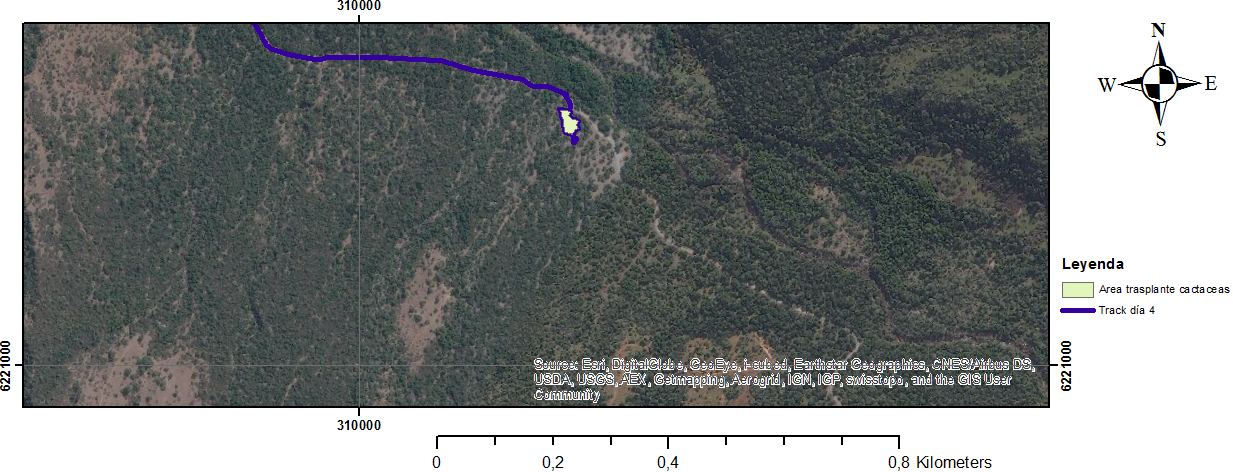 310000
N
W
E
S
Leyenda
Area trasplante cactaceas
Track día 4
6221000
6221000
Source: Esri, DigitalGlobe, GeoEye, i-cubed, Earthstar Geographics, CNES/Airbus DS,
USDA, USGS, AEX, Getmapping, Aerogrid, IGN, IGP, swisstopo, and the GIS User
Community
310000
0 0,2 0,4 0,8 Kilometers